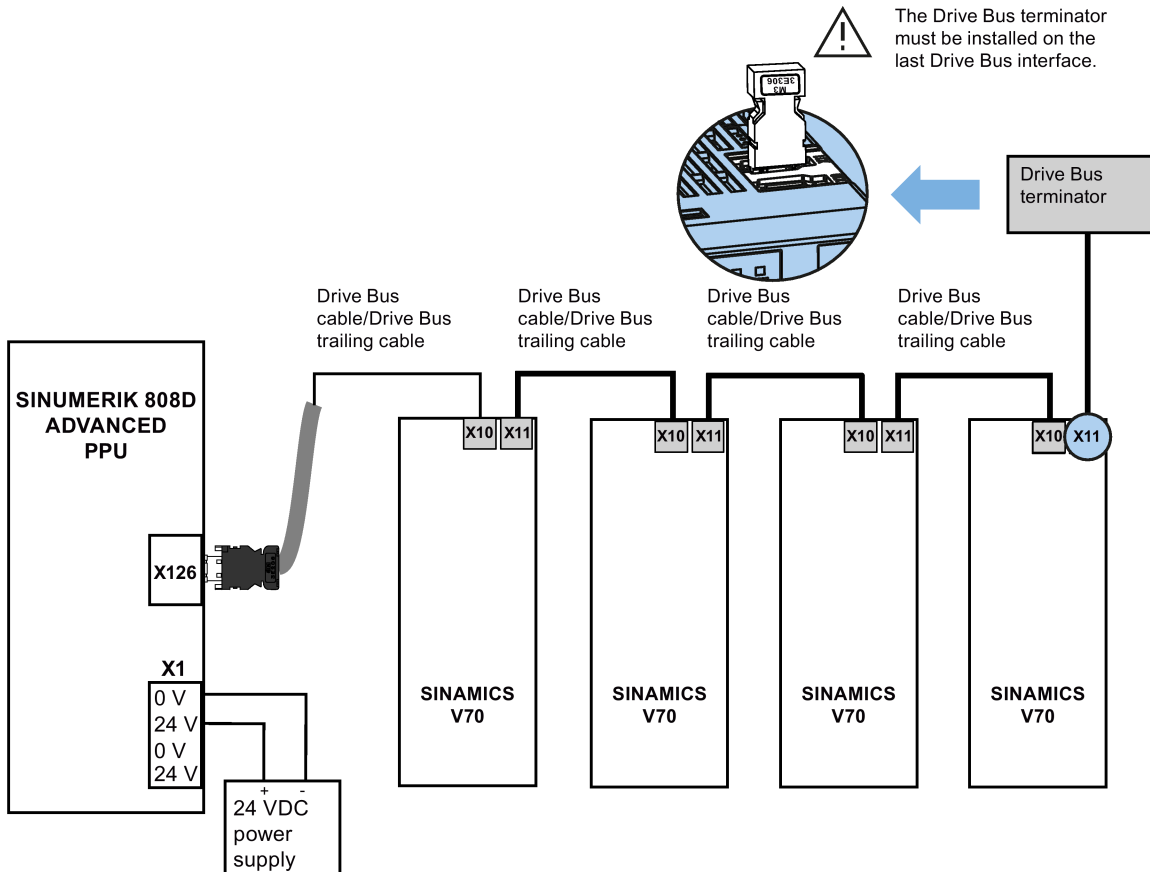 The Drive Bus terminator
must be installed on the
last Drive Bus interface.
M3
3E306
Drive Bus
terminator
Drive Bus
cable/Drive Bus
trailing cable
Drive Bus
cable/Drive Bus
trailing cable
Drive Bus
cable/Drive Bus
trailing cable
Drive Bus
cable/Drive Bus
trailing cable
SINUMERIK 808D
ADVANCED
PPU
X10 X11
X10 X11
X10 X11
X10 X11
X126
X1
0 V
24 V
0 V
24 V
SINAMICS
V70
SINAMICS
V70
SINAMICS
V70
SINAMICS
V70
+ -
24 VDC
power
supply